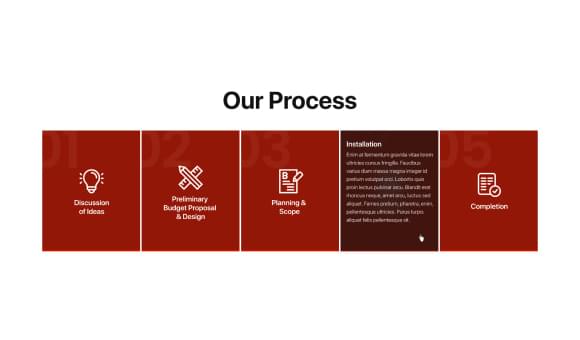 Our Process
01
Discussion
of Ideas
02
Preliminary
Budget Proposal
& Design
03
B
Planning &
Scope
Installation
Enim at fermentum gravida vitae lorem
ultricies cursus fringilla. Faucibus
varius diam massa magna integer id
pretium volutpat orci. Lobortis quis
proin lectus pulvinar arcu. Blandit erat
rhoncus neque, amet arcu, luctus sed
aliquet. Fames pretium, pharetra, enim,
pellentesque ultricies. Purus turpis
aliquet felis pellentesque sit.
05
Completion